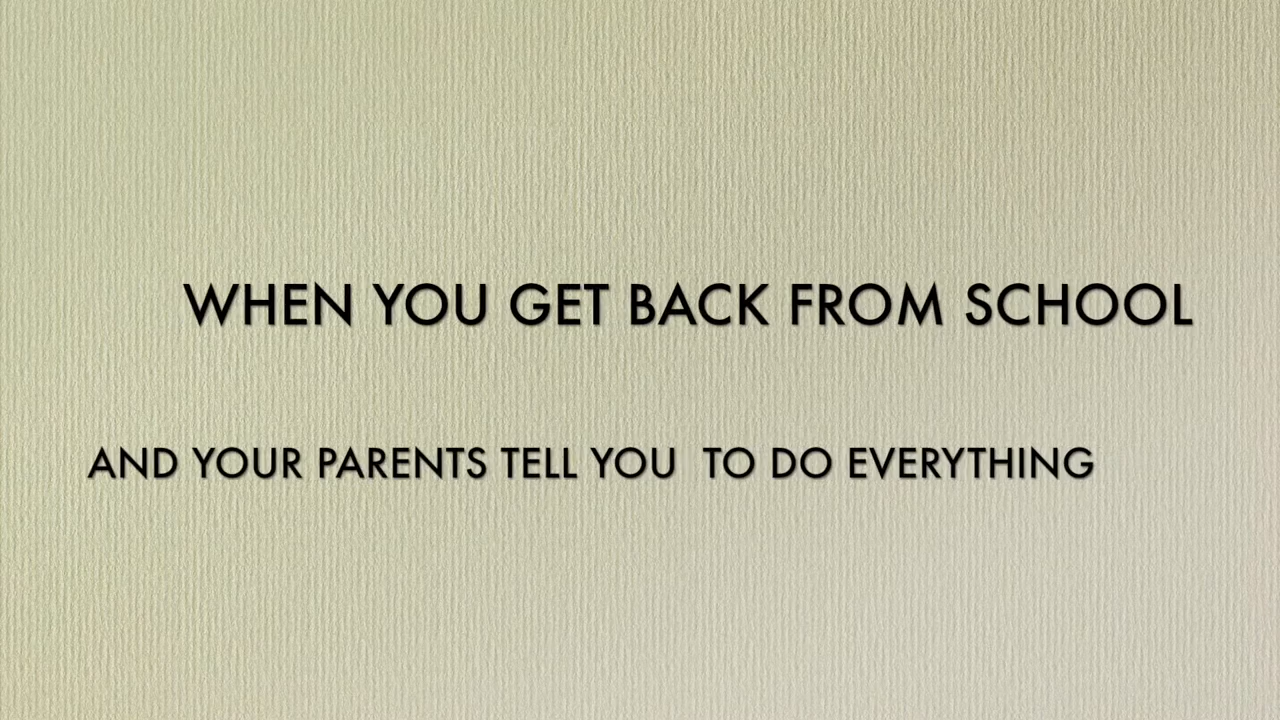 WHEN YOU GET BACK FROM SCHOOL
AND YOUR PARENTS TELL YOU  TO DO EVERYTHING